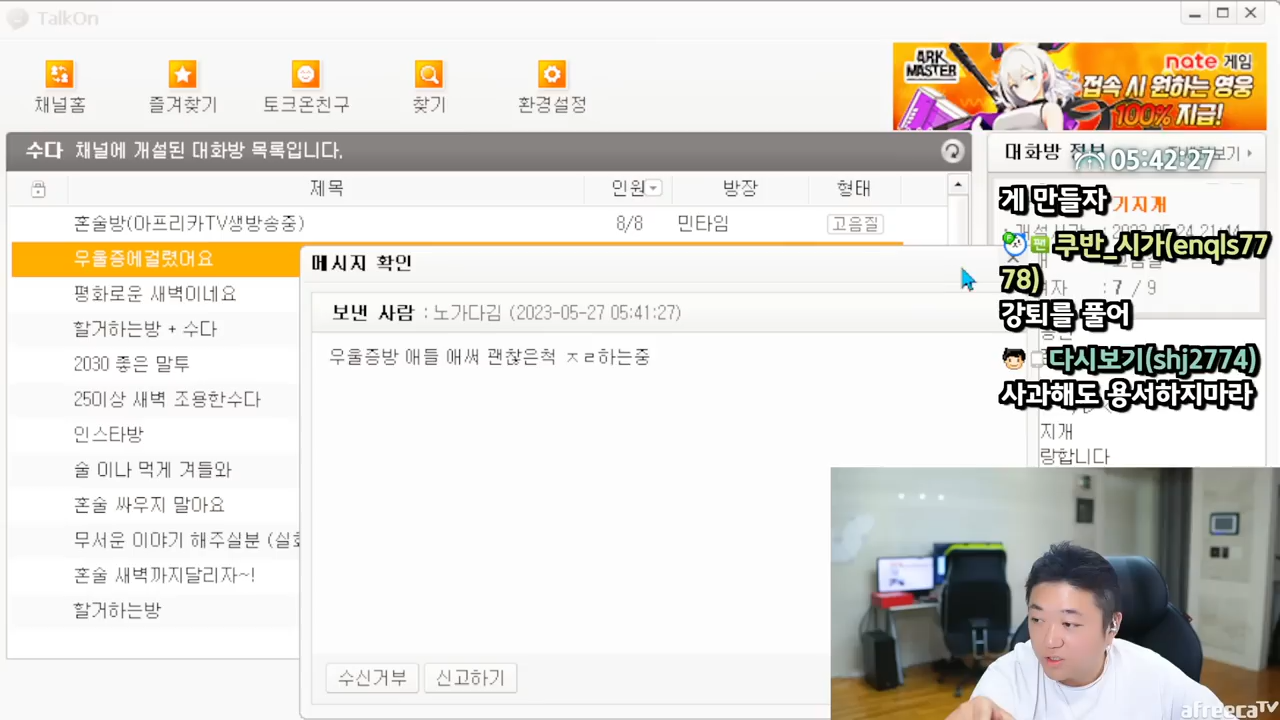 TalkOn
채널홈
즐겨찾기
토크온친구
찾기
환경설정
ARK MASTER
nate 게임
접속 시 원하는 영웅
100% 지급!
수다 채널에 개설된 대화방 목록입니다.
대화방 정보
05:42:27
제목
인원
방장
형태
혼술방(아프리카TV생방송중)
8/8
민타임
고음질
우울증에걸렸어요
평화로운 새벽이네요
할거하는방 + 수다
2030 좋은 말투
250이상 새벽 조용한수다
인스타방
술 이나 먹게 겨들와
혼술 싸우지 말아요
무서운 이야기 해주실분
혼술 새벽까지달리자~!
할거하는방
메시지 확인
보낸 사람 : 노가다김 (2023-05-27 05:41:27)
우울증방 애들 애써 괜찮은척 ㅈㄹ하는중
수신거부
신고하기
게 만들자
팬 쿠반_시가(enqls77
78)
강퇴를 풀어
다시보기(shj2774)
사과해도 용서하지마라
기지개
7 / 9
지개
랑합니다
afreecaTV